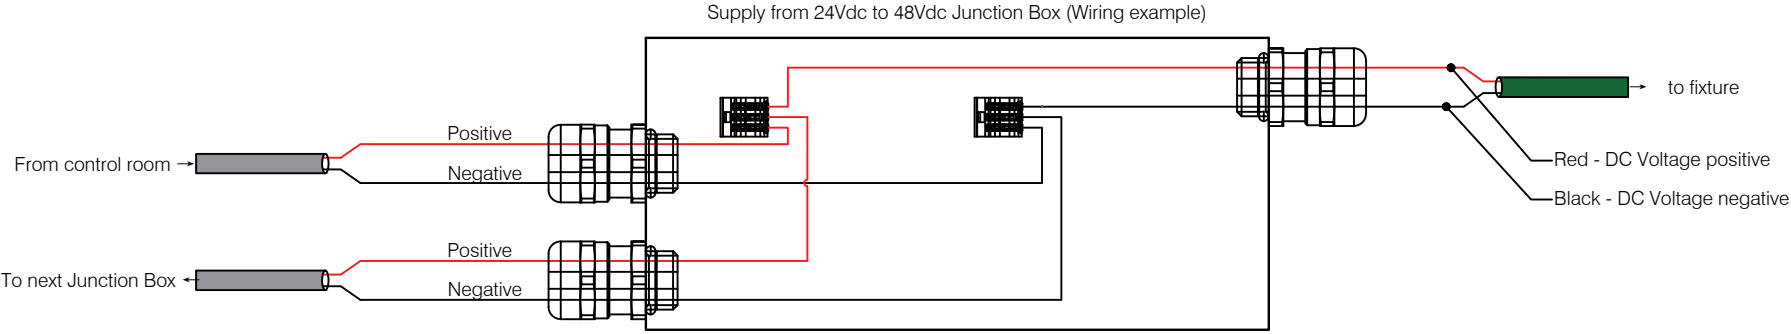 Supply from 24Vdc to 48Vdc Junction Box (Wiring example)
to fixture
Positive
From control room
Negative
Red - DC Voltage positive
Black - DC Voltage negative
Positive
To next Junction Box
Negative